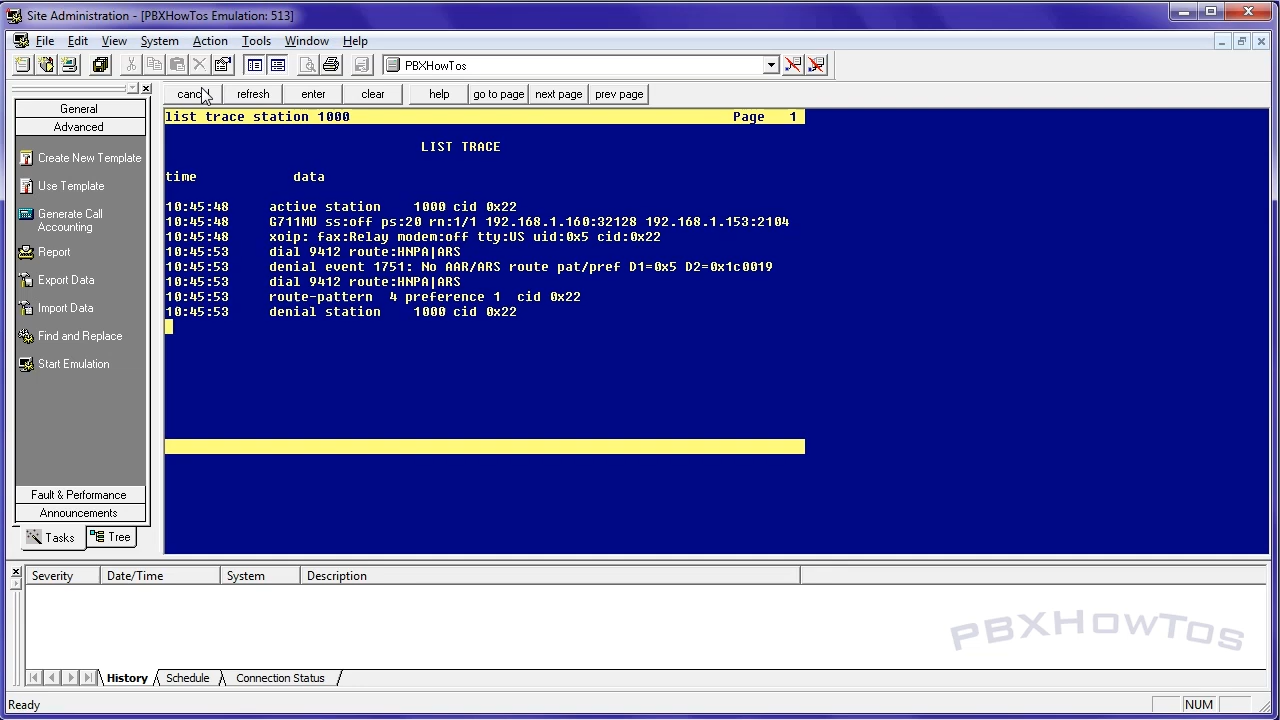 Site Administration - [PBXHowTos Emulation: 513]
File Edit View System Action Tools Window Help
PBXHowTos
cancel refresh enter clear help go to page next page prev page
General
Advanced
Create New Template
Use Template
Generate Call
Accounting
Report
Export Data
Import Data
Find and Replace
Start Emulation
Fault & Performance
Announcements
Tasks Tree
list trace station 1000 Page 1
LIST TRACE
time data
10:45:48 active station 1000 cid 0x22
10:45:48 G711MU ss:off ps:20 rn:1/1 192.168.1.160:32128 192.168.1.153:2104
10:45:48 xoip: fax:Relay modem:off tty:US uid:0x5 cid:0x22
10:45:53 dial 9412 route:HNPA|ARS
10:45:53 denial event 1751: No AAR/ARS route pat/pref D1=0x5 D2=0x1c0019
10:45:53 dial 9412 route:HNPA|ARS
10:45:53 route-pattern 4 preference 1 cid 0x22
10:45:53 denial station 1000 cid 0x22
Severity Date/Time System Description
PBXHowTos
History Schedule Connection Status
Ready NUM